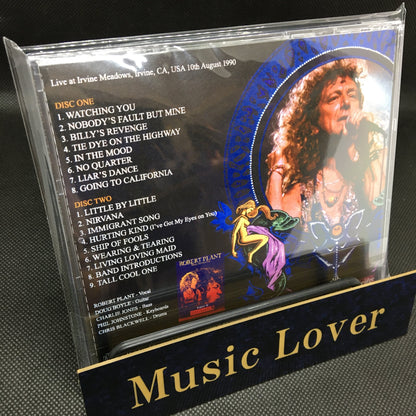 Live at Irvine Meadows, Irvine, CA, USA 10th August 1990
DISC ONE
1. WATCHING YOU
2. NOBODY'S FAULT BUT MINE
3. BILLY'S REVENGE
4. TIE DYE ON THE HIGHWAY
5. IN THE MOOD
6. NO QUARTER
7. LIAR'S DANCE
8. GOING TO CALIFORNIA
DISC TWO
1. LITTLE BY LITTLE
2. NIRVANA
3. IMMIGRANT SONG
4. HURTING KIND (I've Got My Eyes on You)
5. SHIP OF FOOLS
6. WEARING & TEARING
7. LIVING LOVING MAID
8. BAND INTRODUCTIONS
9. TALL COOL ONE
ROBERT PLANT - Vocal
DOUG BOYLE - Guitar
CHARLIE JONES - Bass
PHIL JOHNSTONE - Keyboards
CHRIS BLACKWELL - Drums
ROBERT PLANT
Music Lover